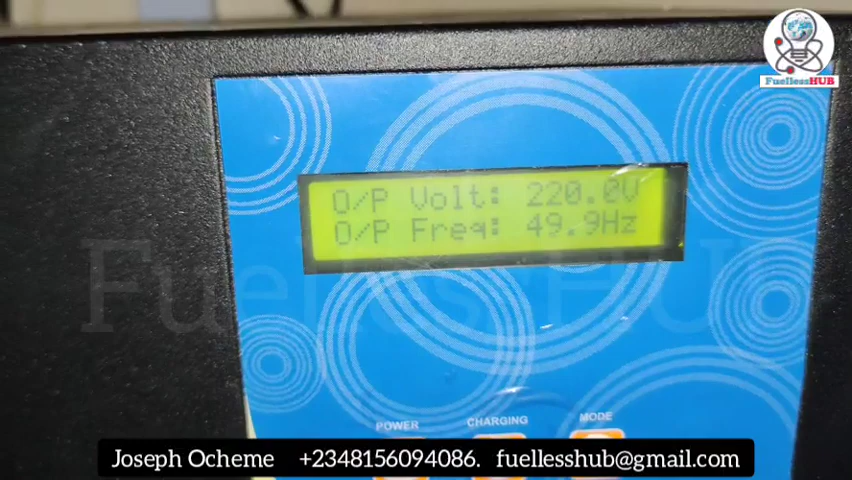 FuellessHUB
O/P Volt: 220.0V
O/P Freq: 49.9Hz
FuellessHUB
POWER CHARGING MODE
Joseph Ocheme +2348156094086. fuellesshub@gmail.com